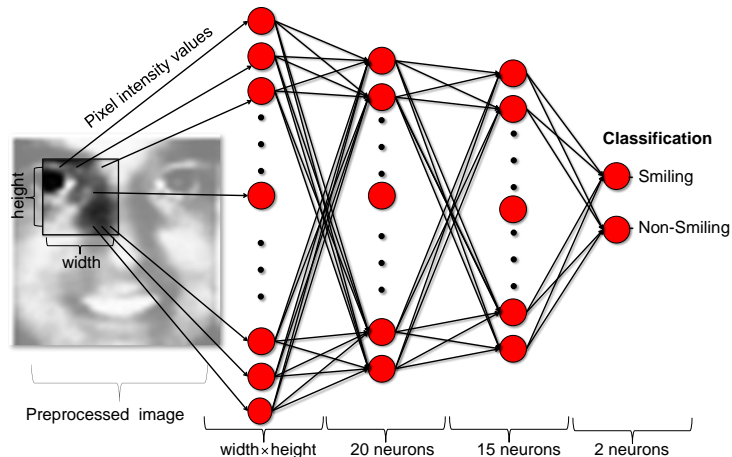 Pixel intensity values
Classification
Smiling
Non-Smiling
height
width
Preprocessed image
width×height
20 neurons
15 neurons
2 neurons